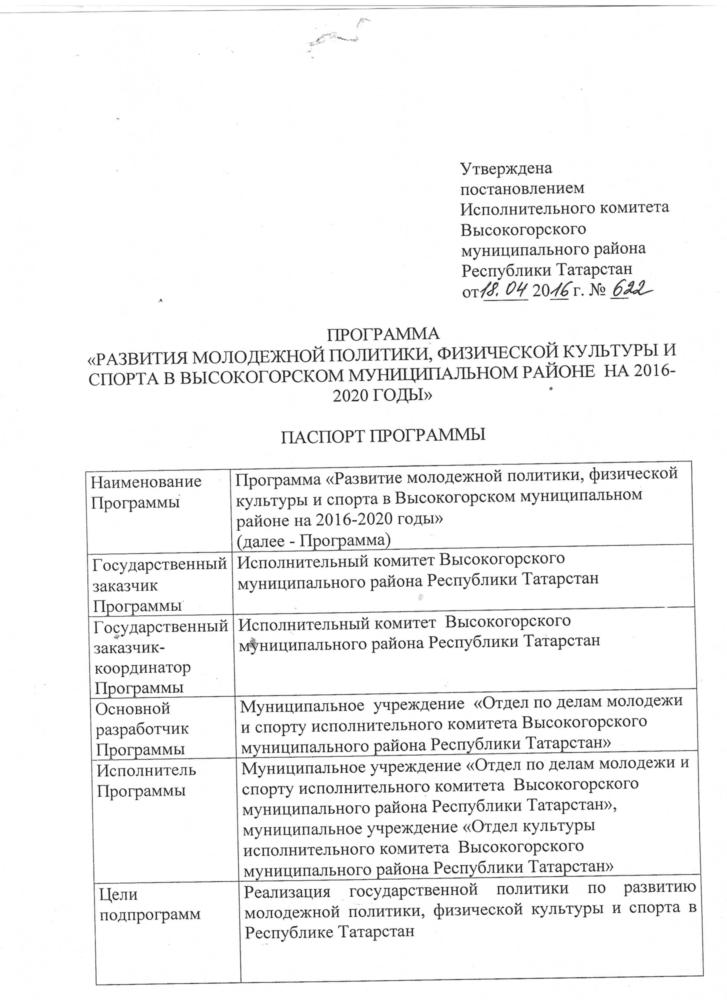 Утверждена
постановлением
Исполнительного комитета
Высокогорского
муниципального района
Республики Татарстан
от 18. 04 2016 г. № 622
ПРОГРАММА
«РАЗВИТИЯ МОЛОДЕЖНОЙ ПОЛИТИКИ, ФИЗИЧЕСКОЙ КУЛЬТУРЫ И
СПОРТА В ВЫСОКОГОРСКОМ МУНИЦИПАЛЬНОМ РАЙОНЕ НА 2016-
2020 ГОДЫ»
ПАСПОРТ ПРОГРАММЫ
Наименование
Программы
Программа «Развитие молодежной политики, физической
культуры и спорта в Высокогорском муниципальном
районе на 2016-2020 годы»
(далее - Программа)
Государственный
заказчик
Программы
Исполнительный комитет Высокогорского
муниципального района Республики Татарстан
Государственный
заказчик-
координатор
Программы
Исполнительный комитет Высокогорского
муниципального района Республики Татарстан
Основной
разработчик
Программы
Муниципальное учреждение «Отдел по делам молодежи
и спорту исполнительного комитета Высокогорского
муниципального района Республики Татарстан»
Исполнитель
Программы
Муниципальное учреждение «Отдел по делам молодежи и
спорту исполнительного комитета Высокогорского
муниципального района Республики Татарстан»,
муниципальное учреждение «Отдел культуры
исполнительного комитета Высокогорского
муниципального района Республики Татарстан»
Цели
подпрограмм
Реализация государственной политики по развитию
молодежной политики, физической культуры и спорта в
Республике Татарстан